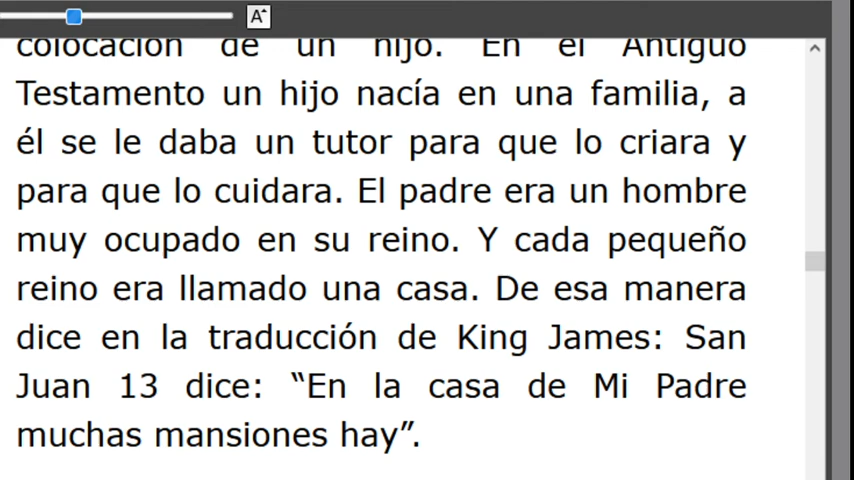 A
colocación de un hijo. En el Antiguo
Testamento un hijo nacía en una familia, a
él se le daba un tutor para que lo criara y
para que lo cuidara. El padre era un hombre
muy ocupado en su reino. Y cada pequeño
reino era llamado una casa. De esa manera
dice en la traducción de King James: San
Juan 13 dice: “En la casa de Mi Padre
muchas mansiones hay”.